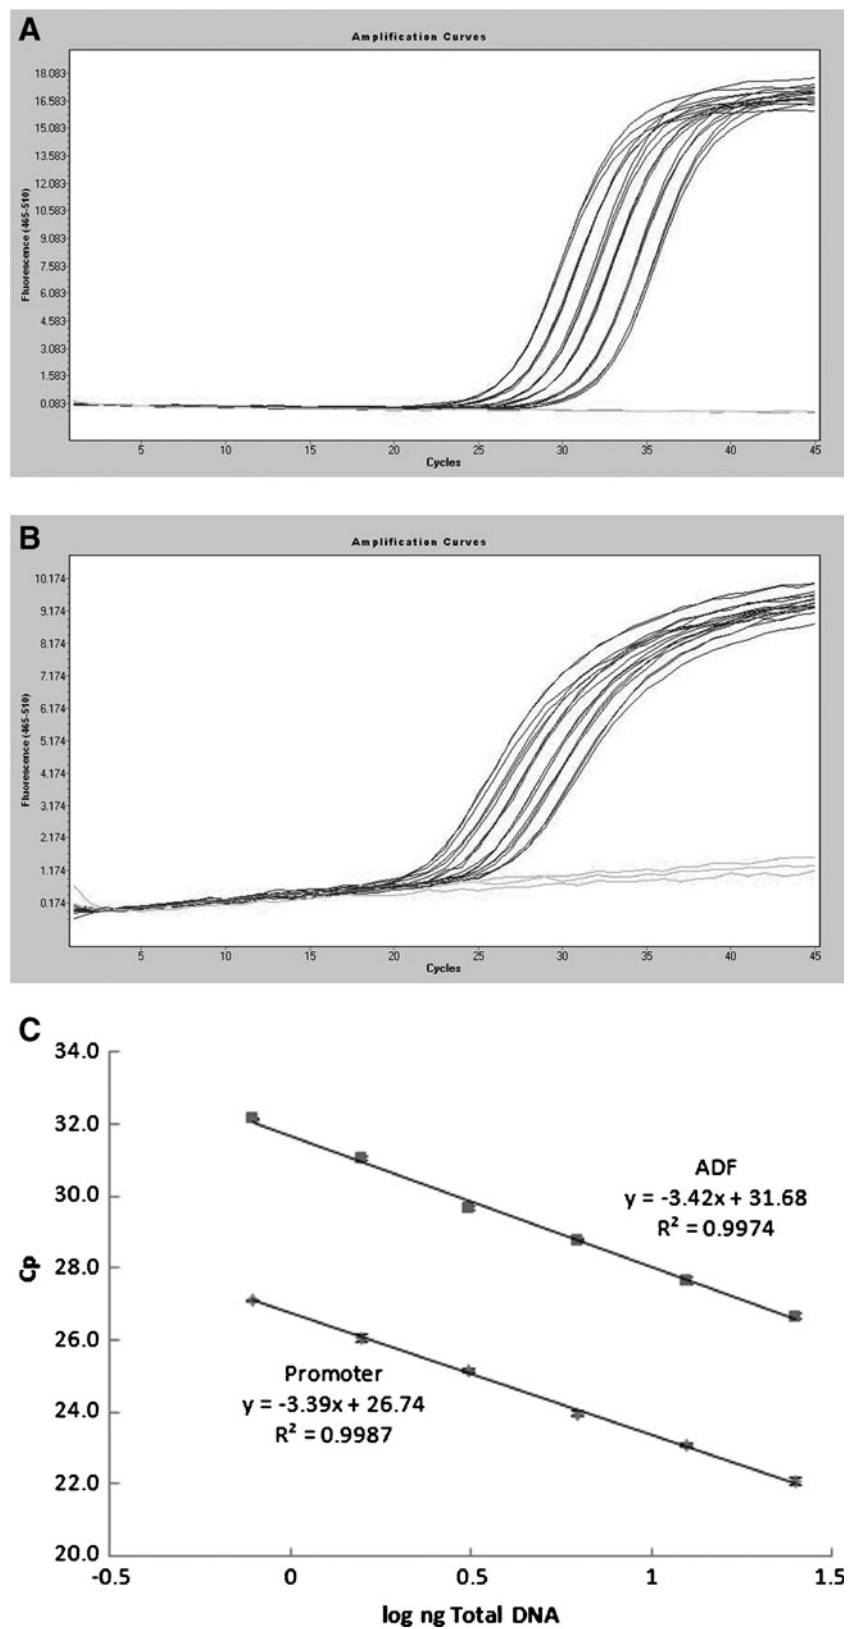 A
Amplification Curves
18.083
16.583
15.083
13.583
12.083
10.583
9.083
7.583
6.083
4.583
3.083
1.583
0.083
Fluorescence (465-510)
5 10 15 20 25 30 35 40 45
Cycles
B
Amplification Curves
10.174
9.174
8.174
7.174
6.174
5.174
4.174
3.174
2.174
1.174
0.174
Fluorescence (465-510)
5 10 15 20 25 30 35 40 45
Cycles
C
34.0
32.0
30.0
28.0
26.0
24.0
22.0
20.0
Cp
ADF
y = -3.42x + 31.68
R² = 0.9974
Promoter
y = -3.39x + 26.74
R² = 0.9987
-0.5 0 0.5 1 1.5
log ng Total DNA